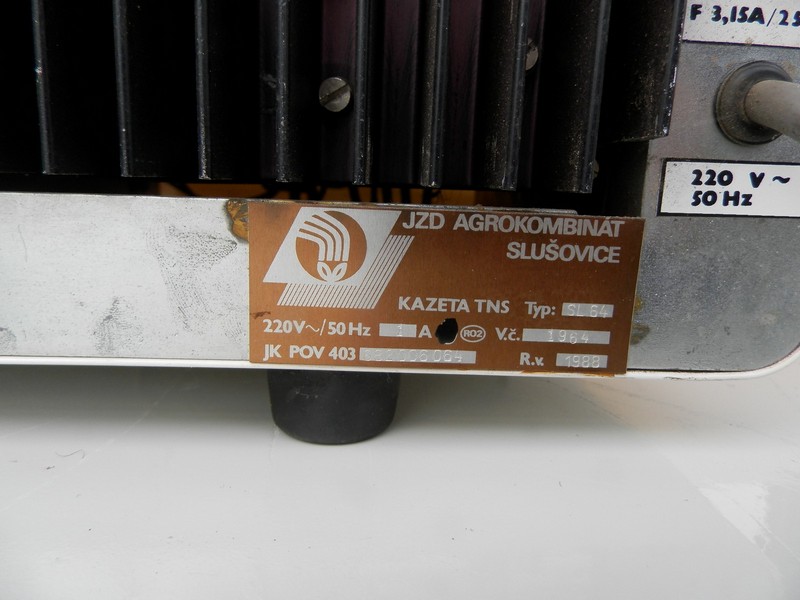 F 3,15A/25
220 V ~
50 Hz
JZD AGROKOMBINÁT
SLUŠOVICE
KAZETA TNS Typ: SL 64
220V~/50 Hz 1 A RO2 V.č. 1964
JK POV 403
R.v. 1988